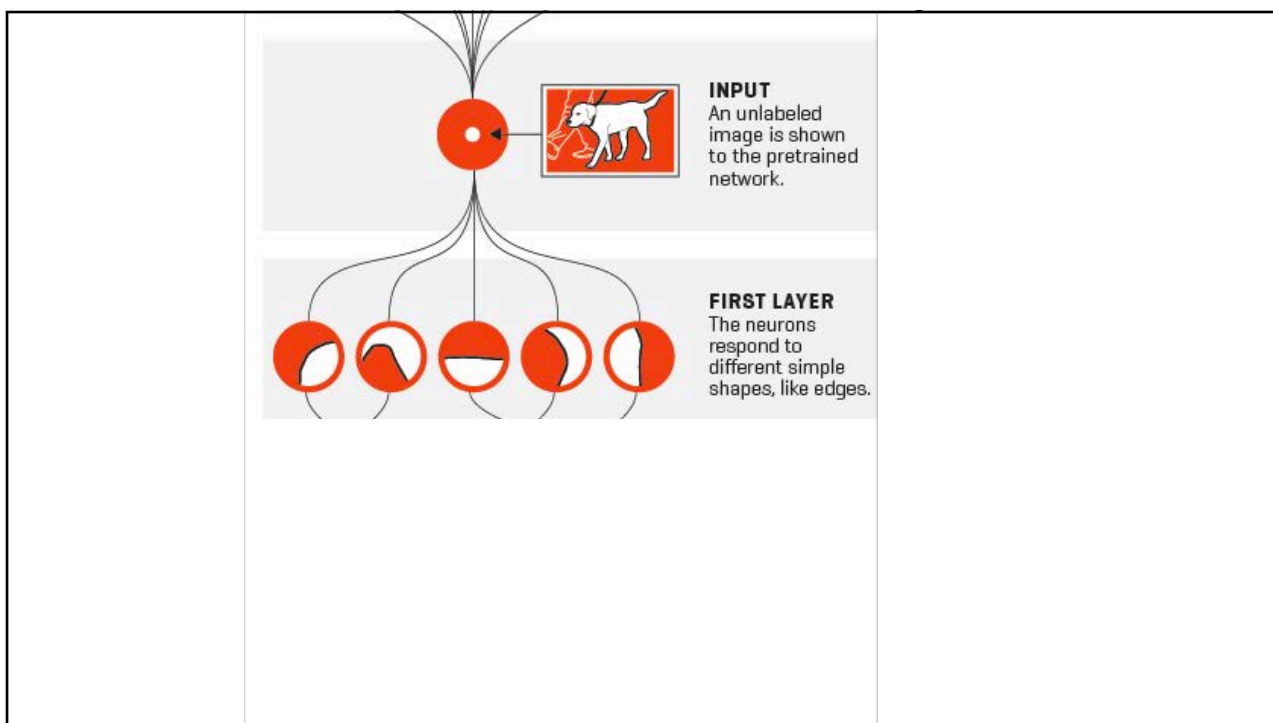 INPUT
An unlabeled
image is shown
to the pretrained
network.
FIRST LAYER
The neurons
respond to
different simple
shapes, like edges.